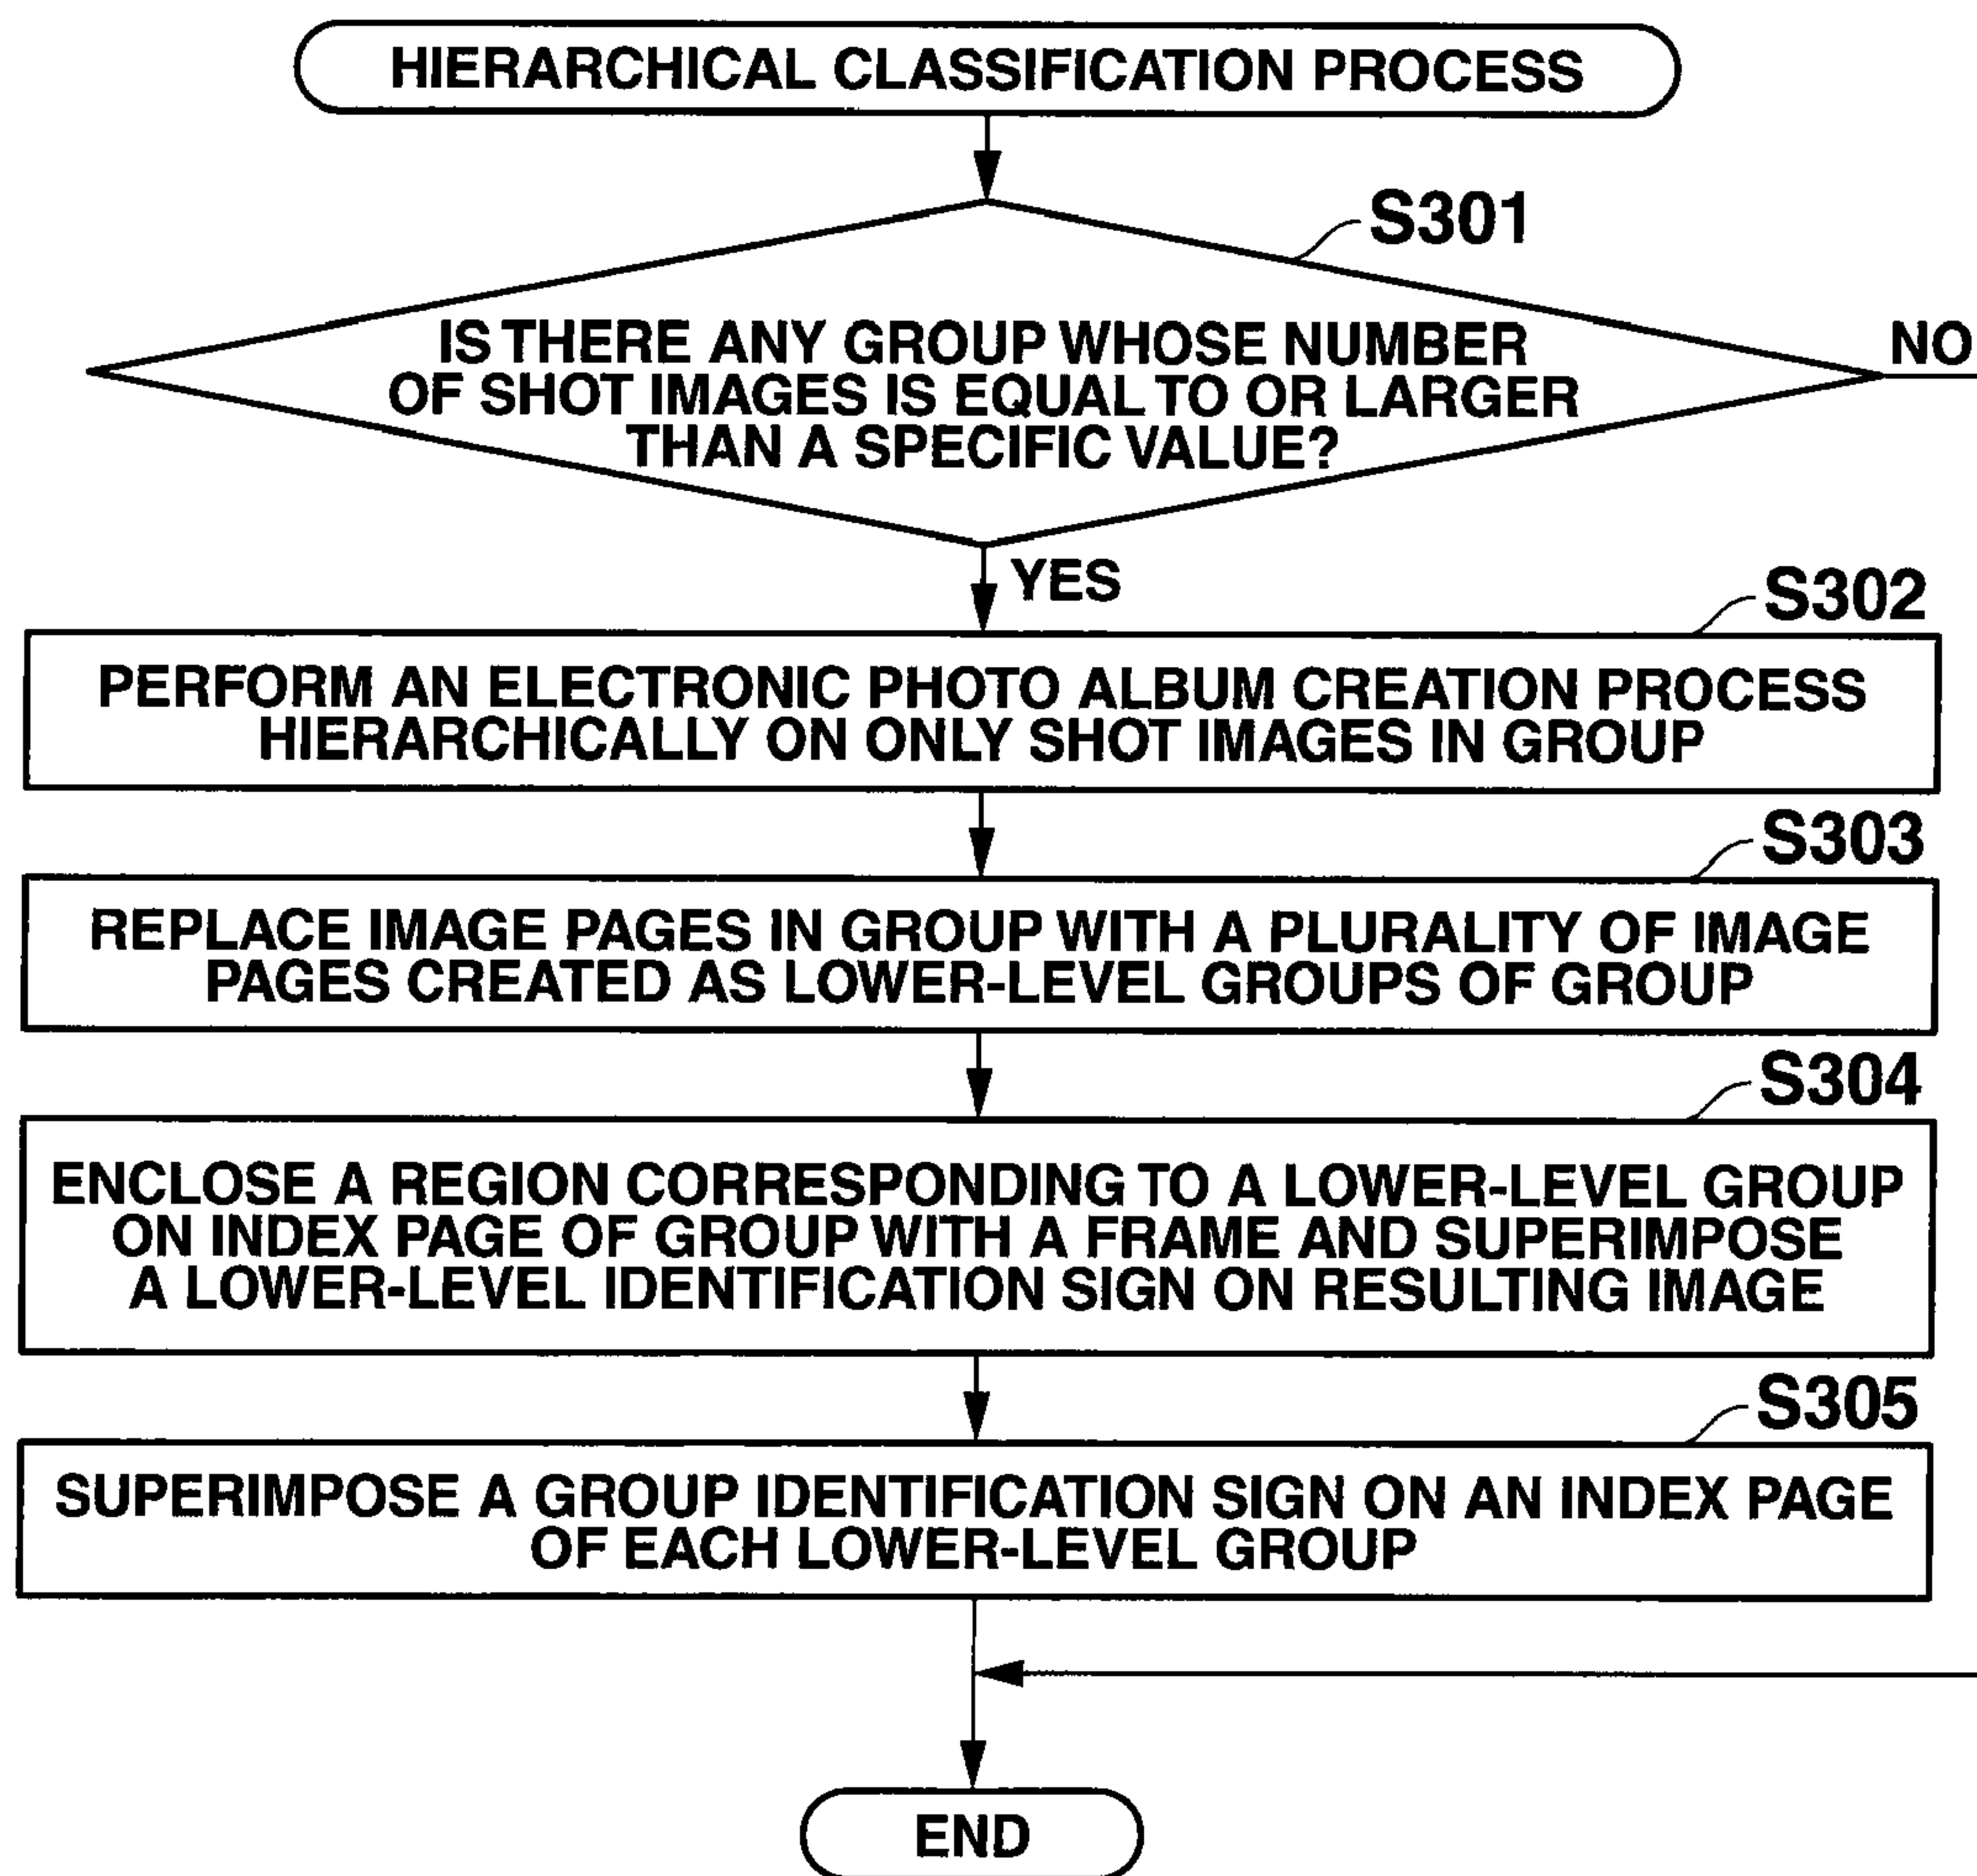 HIERARCHICAL CLASSIFICATION PROCESS
S301
IS THERE ANY GROUP WHOSE NUMBER
OF SHOT IMAGES IS EQUAL TO OR LARGER
THAN A SPECIFIC VALUE?
NO
YES
S302
PERFORM AN ELECTRONIC PHOTO ALBUM CREATION PROCESS
HIERARCHICALLY ON ONLY SHOT IMAGES IN GROUP
S303
REPLACE IMAGE PAGES IN GROUP WITH A PLURALITY OF IMAGE
PAGES CREATED AS LOWER-LEVEL GROUPS OF GROUP
S304
ENCLOSE A REGION CORRESPONDING TO A LOWER-LEVEL GROUP
ON INDEX PAGE OF GROUP WITH A FRAME AND SUPERIMPOSE
A LOWER-LEVEL IDENTIFICATION SIGN ON RESULTING IMAGE
S305
SUPERIMPOSE A GROUP IDENTIFICATION SIGN ON AN INDEX PAGE
OF EACH LOWER-LEVEL GROUP
END